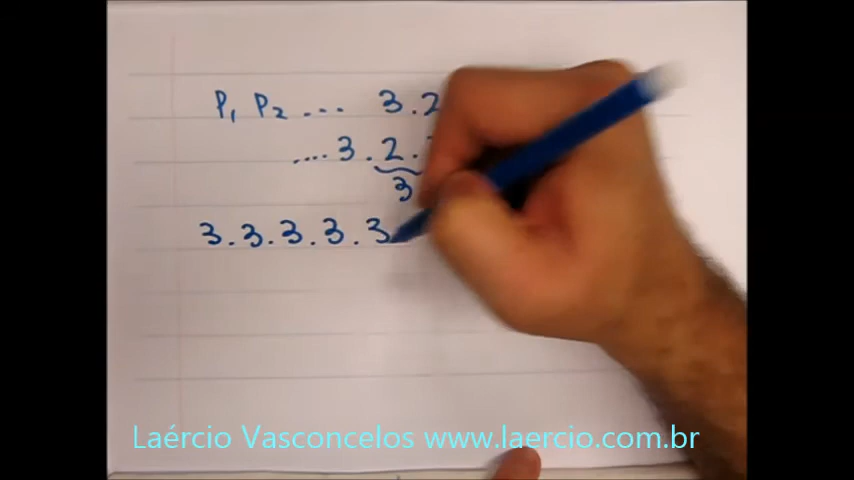 P₁ P₂ ... 3.2
....3.2.
3
3.3.3.3.3
Laércio Vasconcelos www.laercio.com.br